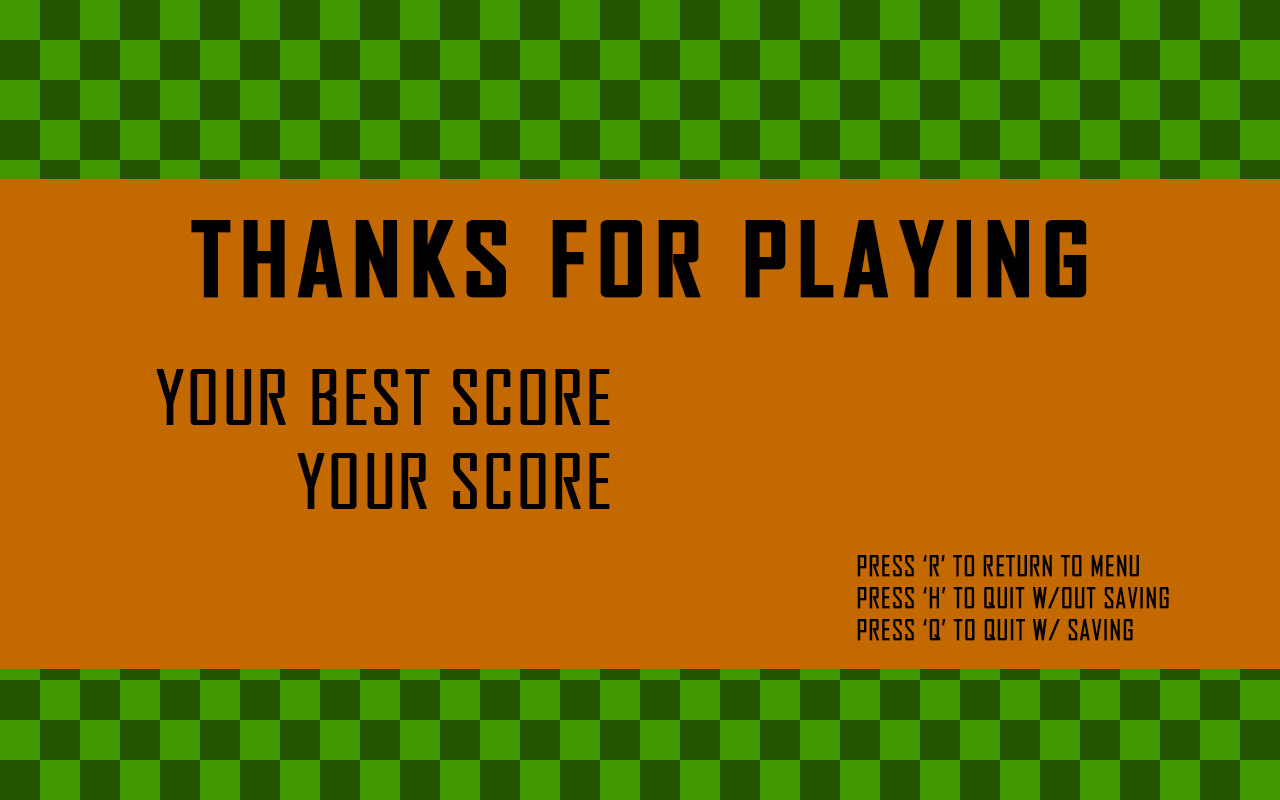 THANKS FOR PLAYING
YOUR BEST SCORE
YOUR SCORE
PRESS ‘R’ TO RETURN TO MENU
PRESS ‘H’ TO QUIT W/OUT SAVING
PRESS ‘Q’ TO QUIT W/ SAVING